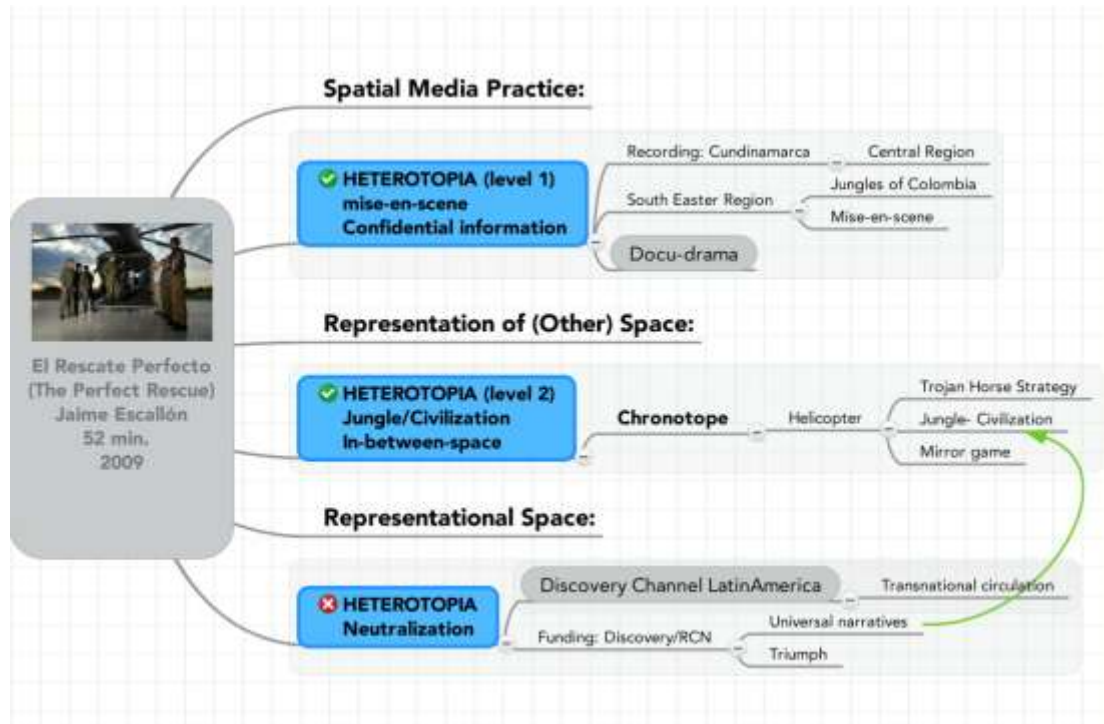 Spatial Media Practice:
HETEROTOPIA (level 1)
mise-en-scene
Confidential information
Recording: Cundinamarca
Central Region
South Easter Region
Jungles of Colombia
Mise-en-scene
Docu-drama
El Rescate Perfecto
(The Perfect Rescue)
Jaime Escallón
52 min.
2009
Representation of (Other) Space:
HETEROTOPIA (level 2)
Jungle/Civilization
In-between-space
Chronotope
Helicopter
Trojan Horse Strategy
Jungle- Civilization
Mirror game
Representational Space:
HETEROTOPIA
Neutralization
Discovery Channel LatinAmerica
Transnational circulation
Funding: Discovery/RCN
Universal narratives
Triumph